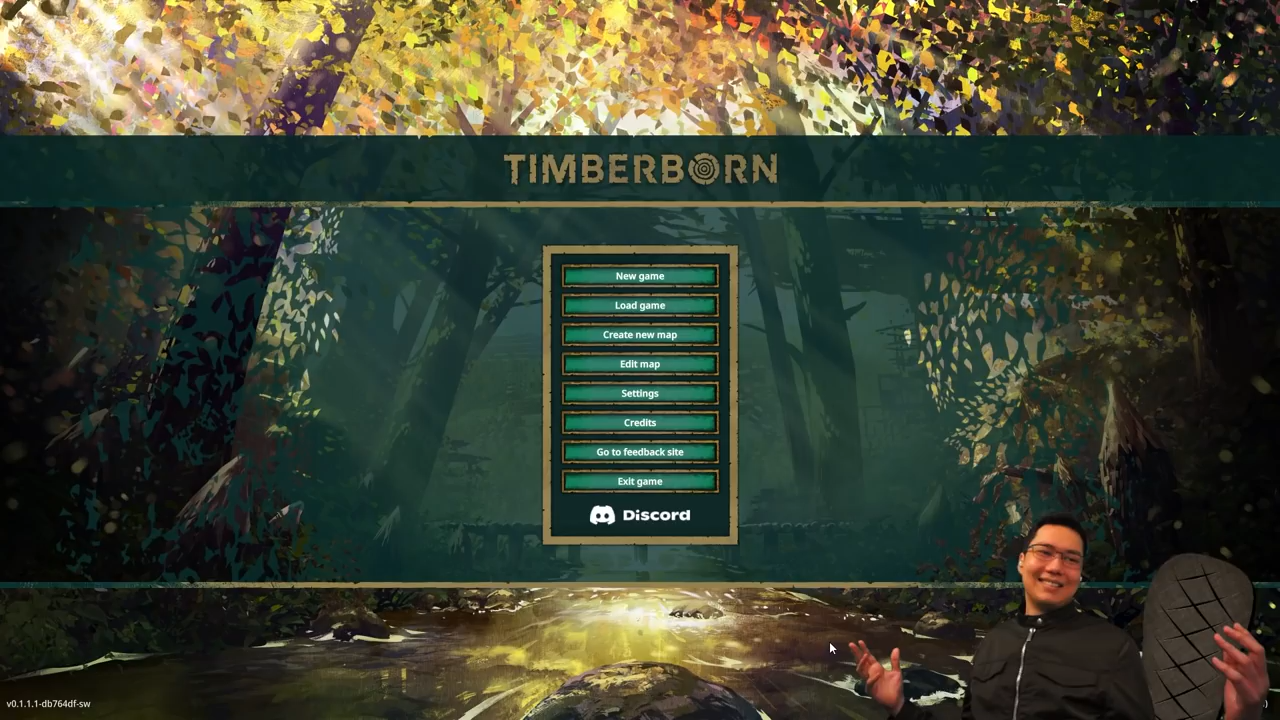 TIMBERBORN
New game
Load game
Create new map
Edit map
Settings
Credits
Go to feedback site
Exit game
Discord
v0.1.1.1-db764df-sw